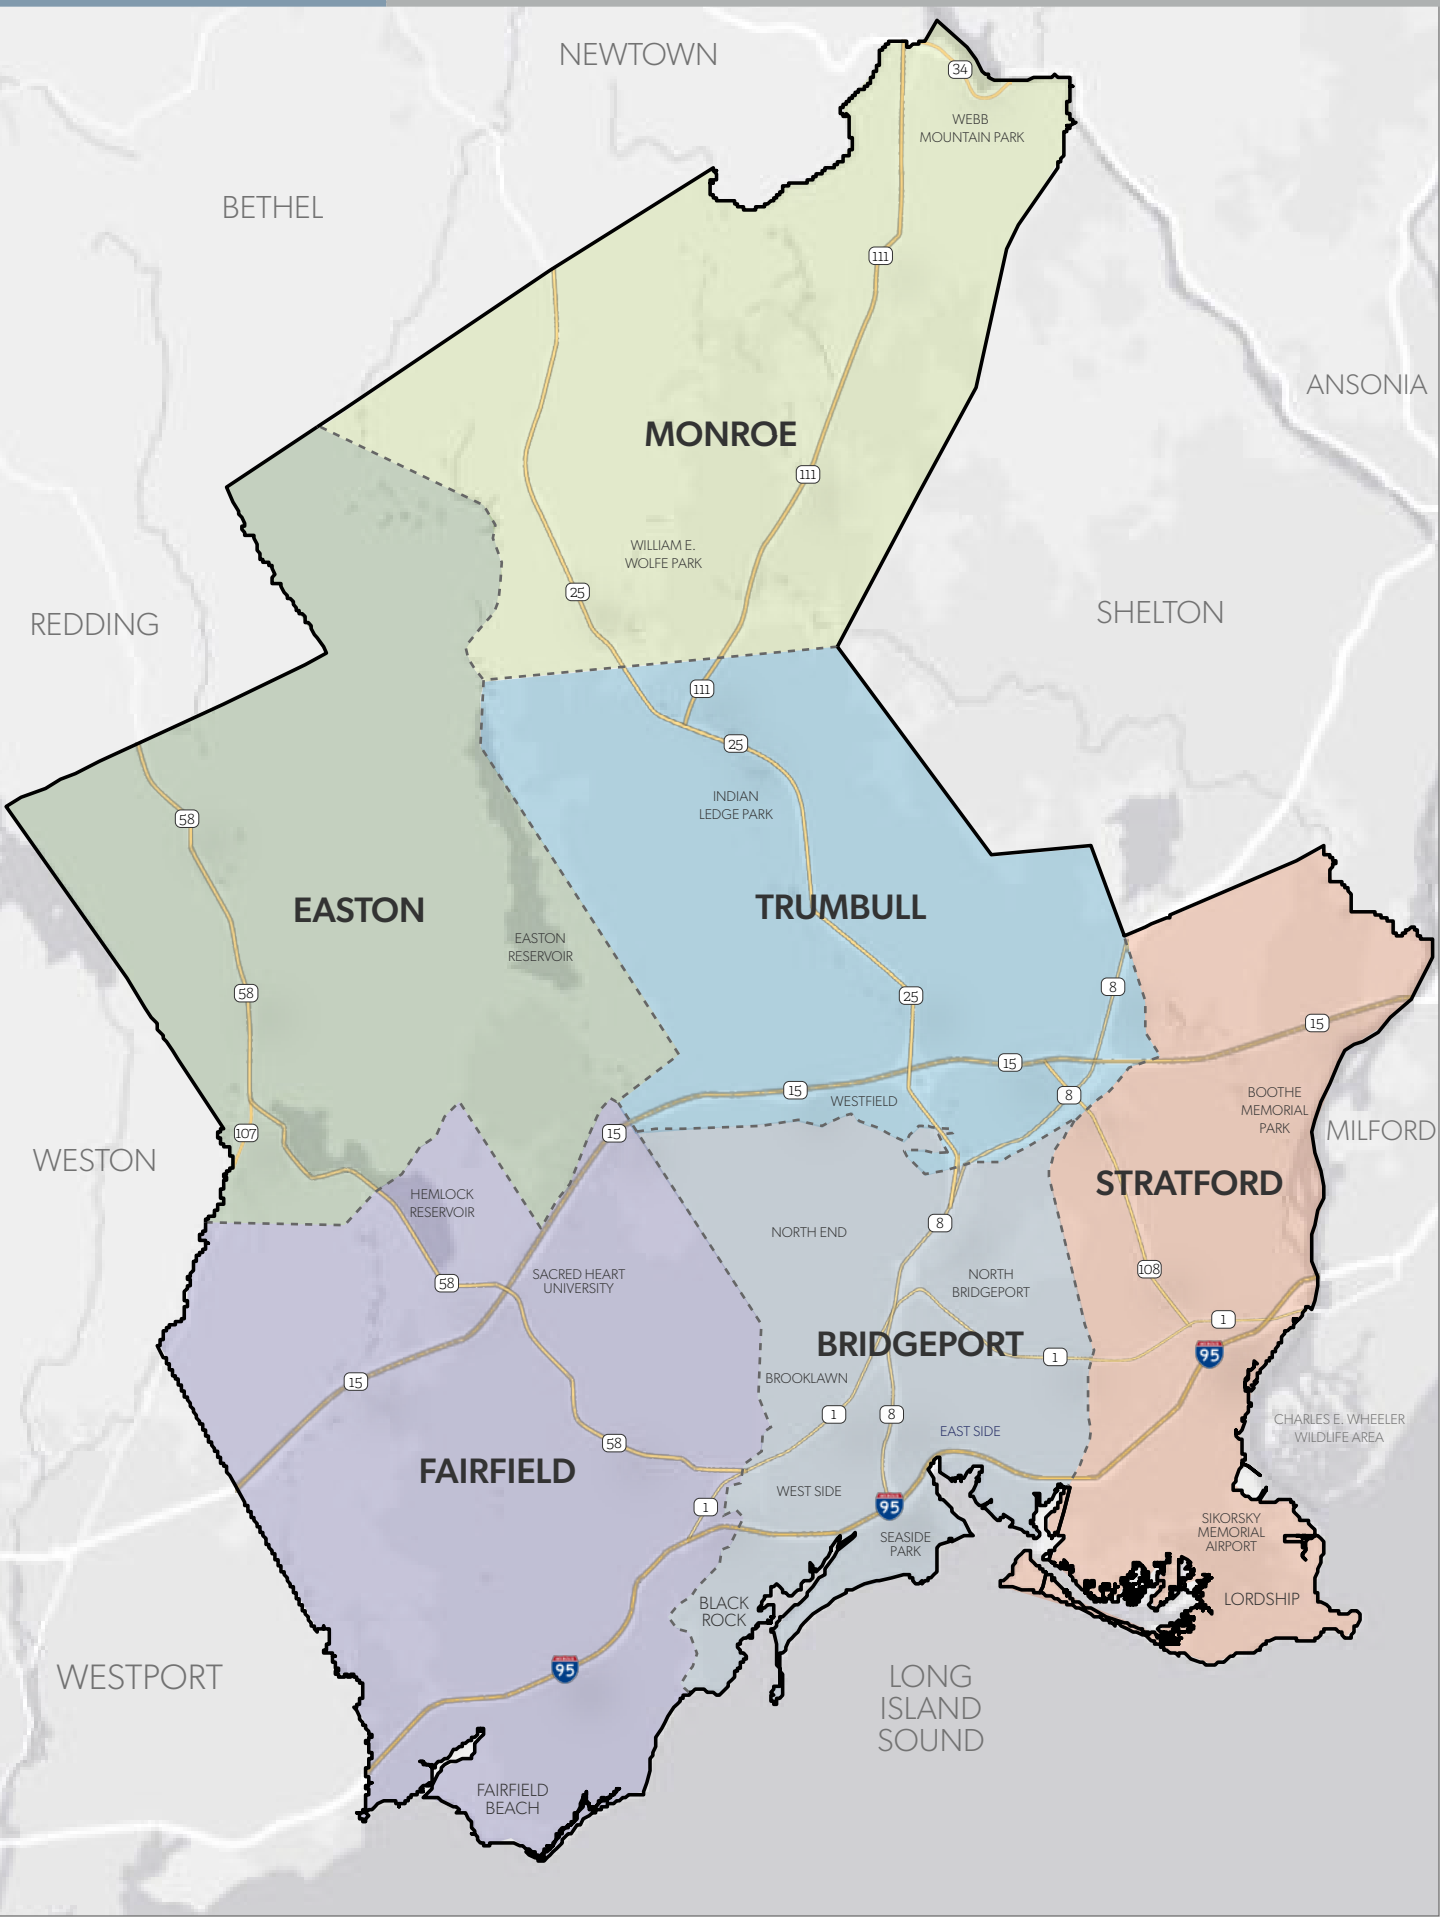 NEWTOWN
34
WEBB
MOUNTAIN PARK
BETHEL
111
ANSONIA
MONROE
111
WILLIAM E.
WOLFE PARK
25
REDDING
SHELTON
111
25
INDIAN
LEDGE PARK
58
EASTON
TRUMBULL
EASTON
RESERVOIR
58
25
8
15
15
15
8
WESTFIELD
BOOTHE
MEMORIAL
PARK
107
15
MILFORD
WESTON
STRATFORD
HEMLOCK
RESERVOIR
8
NORTH END
108
58
SACRED HEART
UNIVERSITY
NORTH
BRIDGEPORT
1
BRIDGEPORT
1
95
15
BROOKLAWN
1
8
CHARLES E. WHEELER
WILDLIFE AREA
EAST SIDE
58
FAIRFIELD
WEST SIDE
1
95
SEASIDE
PARK
SIKORSKY
MEMORIAL
AIRPORT
BLACK
ROCK
LORDSHIP
95
WESTPORT
LONG
ISLAND
SOUND
FAIRFIELD
BEACH